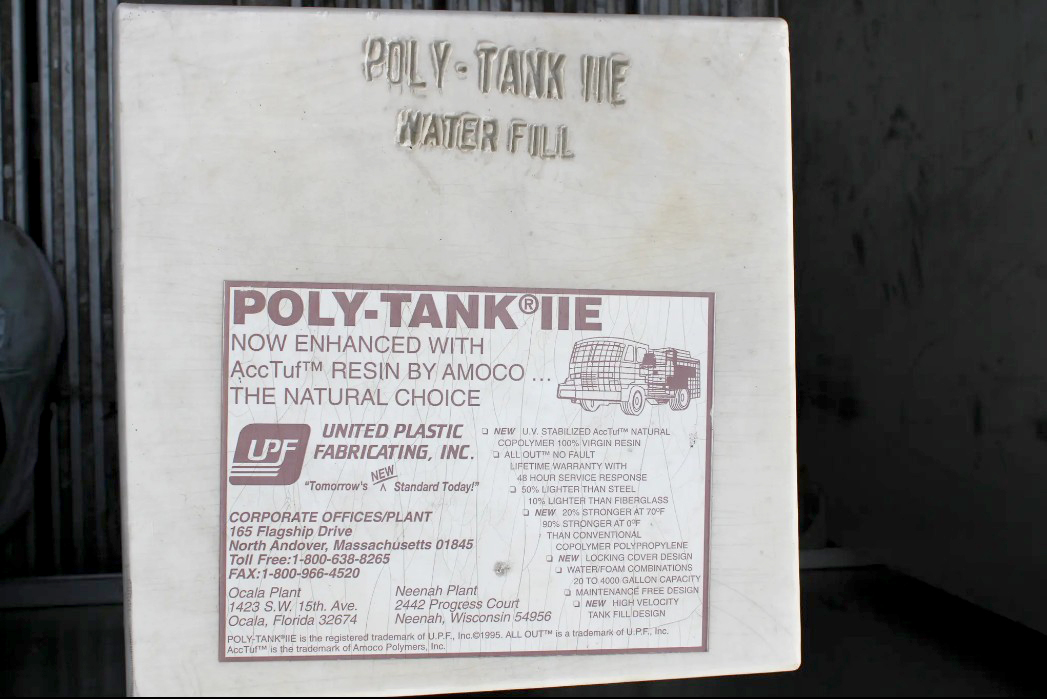 POLY-TANK IIE
WATER FILL
POLY-TANK® IIE
NOW ENHANCED WITH
AccTuf™ RESIN BY AMOCO ...
THE NATURAL CHOICE
UPF
UNITED PLASTIC
FABRICATING, INC.
"Tomorrow's NEW ^ Standard Today!"
CORPORATE OFFICES/PLANT
165 Flagship Drive
North Andover, Massachusetts 01845
Toll Free:1-800-638-8265
FAX:1-800-966-4520
Ocala Plant
1423 S.W. 15th. Ave.
Ocala, Florida 32674
Neenah Plant
2442 Progress Court
Neenah, Wisconsin 54956
❑ NEW U.V. STABILIZED AccTuf™ NATURAL
COPOLYMER 100% VIRGIN RESIN
❑ ALL OUT™ NO FAULT
LIFETIME WARRANTY WITH
48 HOUR SERVICE RESPONSE
❑ 50% LIGHTER THAN STEEL
10% LIGHTER THAN FIBERGLASS
❑ NEW 20% STRONGER AT 70°F
90% STRONGER AT 0°F
THAN CONVENTIONAL
COPOLYMER POLYPROPYLENE
❑ NEW LOCKING COVER DESIGN
❑ WATER/FOAM COMBINATIONS
20 TO 4000 GALLON CAPACITY
❑ MAINTENANCE FREE DESIGN
❑ NEW HIGH VELOCITY
TANK FILL DESIGN
POLY-TANK®IIE is the registered trademark of U.P.F., Inc.©1995. ALL OUT™ is a trademark of U.P.F., Inc.
AccTuf™ is the trademark of Amoco Polymers, Inc.